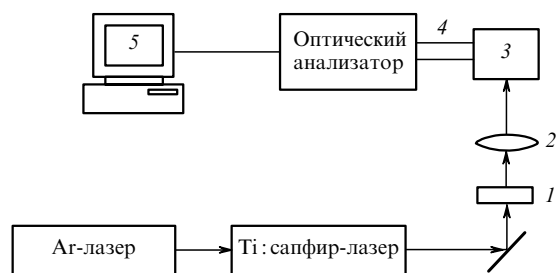 5
Оптический
анализатор
4
3
2
1
Ar-лазер
Ti : сапфир-лазер